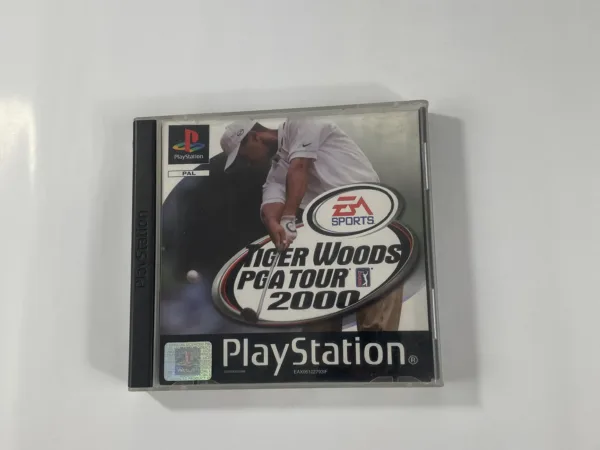 PlayStation
PAL
PlayStation
EA
SPORTS
TIGER WOODS
PGA TOUR
2000
PlayStation®